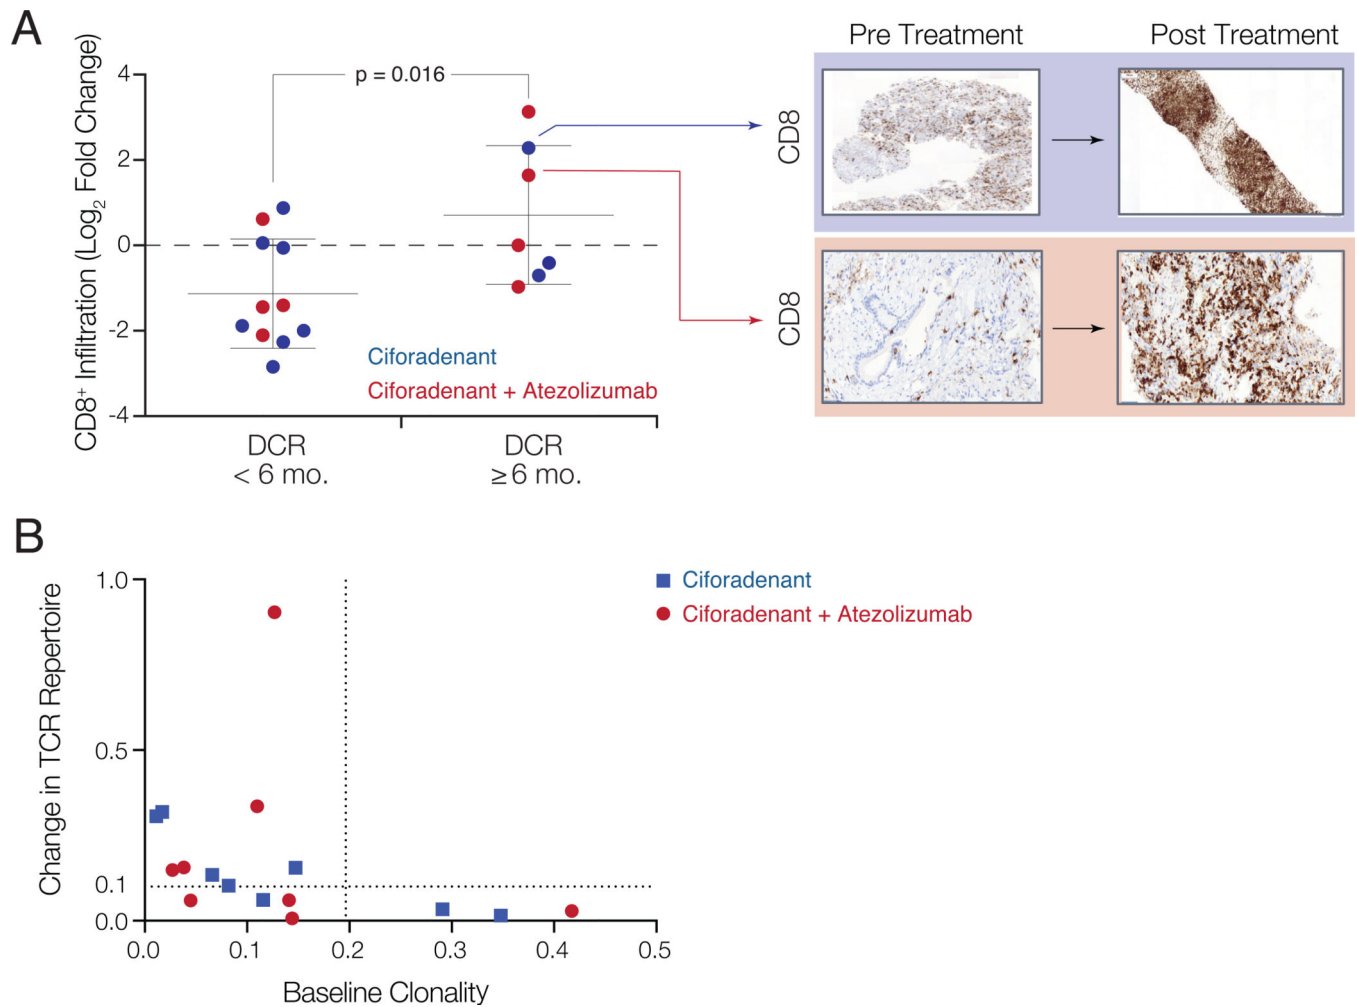 A
Pre Treatment
Post Treatment
CD8⁺ Infiltration (Log₂ Fold Change)
4
2
0
-2
-4
p = 0.016
Ciforadenant
Ciforadenant + Atezolizumab
DCR
< 6 mo.
DCR
≥6 mo.
CD8
CD8
B
Change in TCR Repertoire
1.0
0.5
0.1
0.0
0.0
0.1
0.2
0.3
0.4
0.5
Baseline Clonality
Ciforadenant
Ciforadenant + Atezolizumab